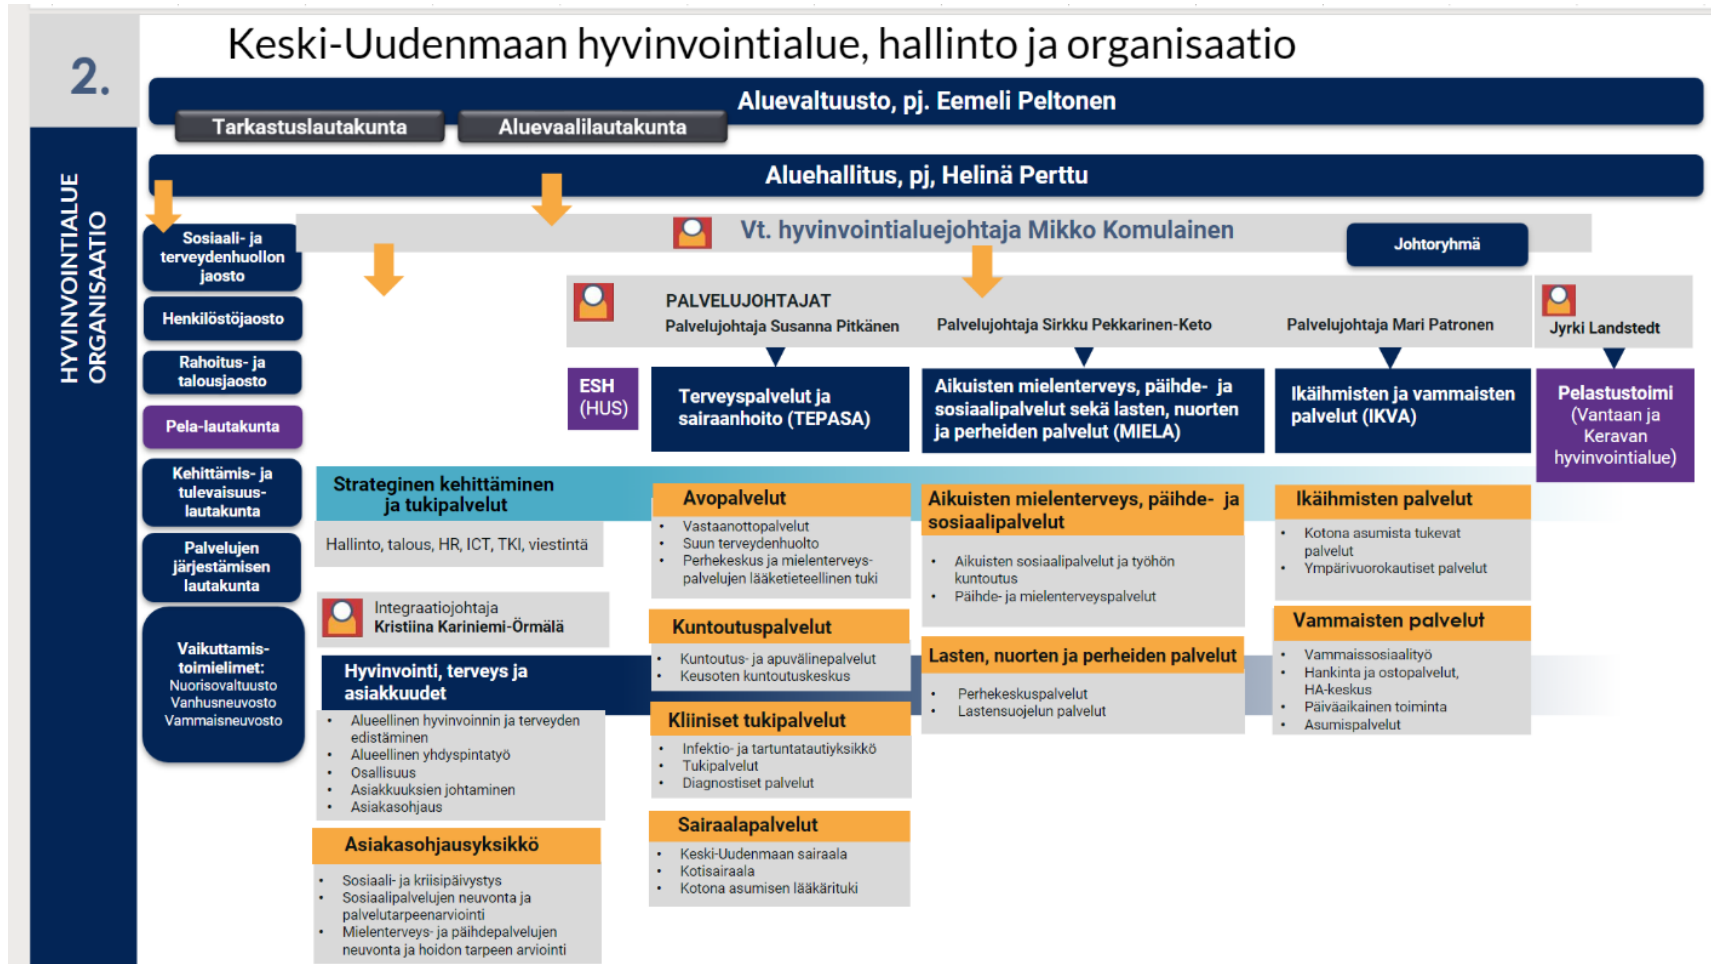 Keski-Uudenmaan hyvinvointialue, hallinto ja organisaatio
2.
HYVINVOINTIALUE
ORGANISAATIO
Aluevaltuusto, pj. Eemeli Peltonen
Tarkastuslautakunta
Aluevaalilautakunta
Aluehallitus, pj, Helinä Perttu
Vt. hyvinvointialuejohtaja Mikko Komulainen
Johtoryhmä
Sosiaali- ja
terveydenhuollon
jaosto
Henkilöstöjaosto
Rahoitus- ja
talousjaosto
Pela-lautakunta
Kehittämis- ja
tulevaisuus-
lautakunta
Palvelujen
järjestämisen
lautakunta
Vaikuttamis-
toimielimet:
Nuorisovaltuusto
Vanhusneuvosto
Vammaisneuvosto
PALVELUJOHTAJAT
Palvelujohtaja Susanna Pitkänen
Palvelujohtaja Sirkku Pekkarinen-Keto
Palvelujohtaja Mari Patronen
Jyrki Landstedt
ESH
(HUS)
Terveyspalvelut ja
sairaanhoito (TEPASA)
Aikuisten mielenterveys, päihde- ja
sosiaalipalvelut sekä lasten, nuorten
ja perheiden palvelut (MIELA)
Ikäihmisten ja vammaisten
palvelut (IKVA)
Pelastustoimi
(Vantaan ja
Keravan
hyvinvointialue)
Strateginen kehittäminen
ja tukipalvelut
Hallinto, talous, HR, ICT, TKI, viestintä
Integraatiojohtaja
Kristiina Kariniemi-Örmälä
Hyvinvointi, terveys ja
asiakkuudet
• Alueellinen hyvinvoinnin ja terveyden
edistäminen
• Alueellinen yhdyspintatyö
• Osallisuus
• Asiakkuuksien johtaminen
• Asiakasohjaus
Asiakasohjausyksikkö
• Sosiaali- ja kriisipäivystys
• Sosiaalipalvelujen neuvonta ja
palvelutarpeenarviointi
• Mielenterveys- ja päihdepalvelujen
neuvonta ja hoidon tarpeen arviointi
Avopalvelut
• Vastaanottopalvelut
• Suun terveydenhuolto
• Perhekeskus ja mielenterveys-
palvelujen lääketieteellinen tuki
Kuntoutuspalvelut
• Kuntoutus- ja apuvälinepalvelut
• Keusoten kuntoutuskeskus
Kliiniset tukipalvelut
• Infektio- ja tartuntatautiyksikkö
• Tukipalvelut
• Diagnostiset palvelut
Sairaalapalvelut
• Keski-Uudenmaan sairaala
• Kotisairaala
• Kotona asumisen lääkärituki
Aikuisten mielenterveys, päihde- ja
sosiaalipalvelut
• Aikuisten sosiaalipalvelut ja työhön
kuntoutus
• Päihde- ja mielenterveyspalvelut
Lasten, nuorten ja perheiden palvelut
• Perhekeskuspalvelut
• Lastensuojelun palvelut
Ikäihmisten palvelut
• Kotona asumista tukevat
palvelut
• Ympärivuorokautiset palvelut
Vammaisten palvelut
• Vammaissosiaalityö
• Hankinta ja ostopalvelut,
HA-keskus
• Päiväaikainen toiminta
• Asumispalvelut